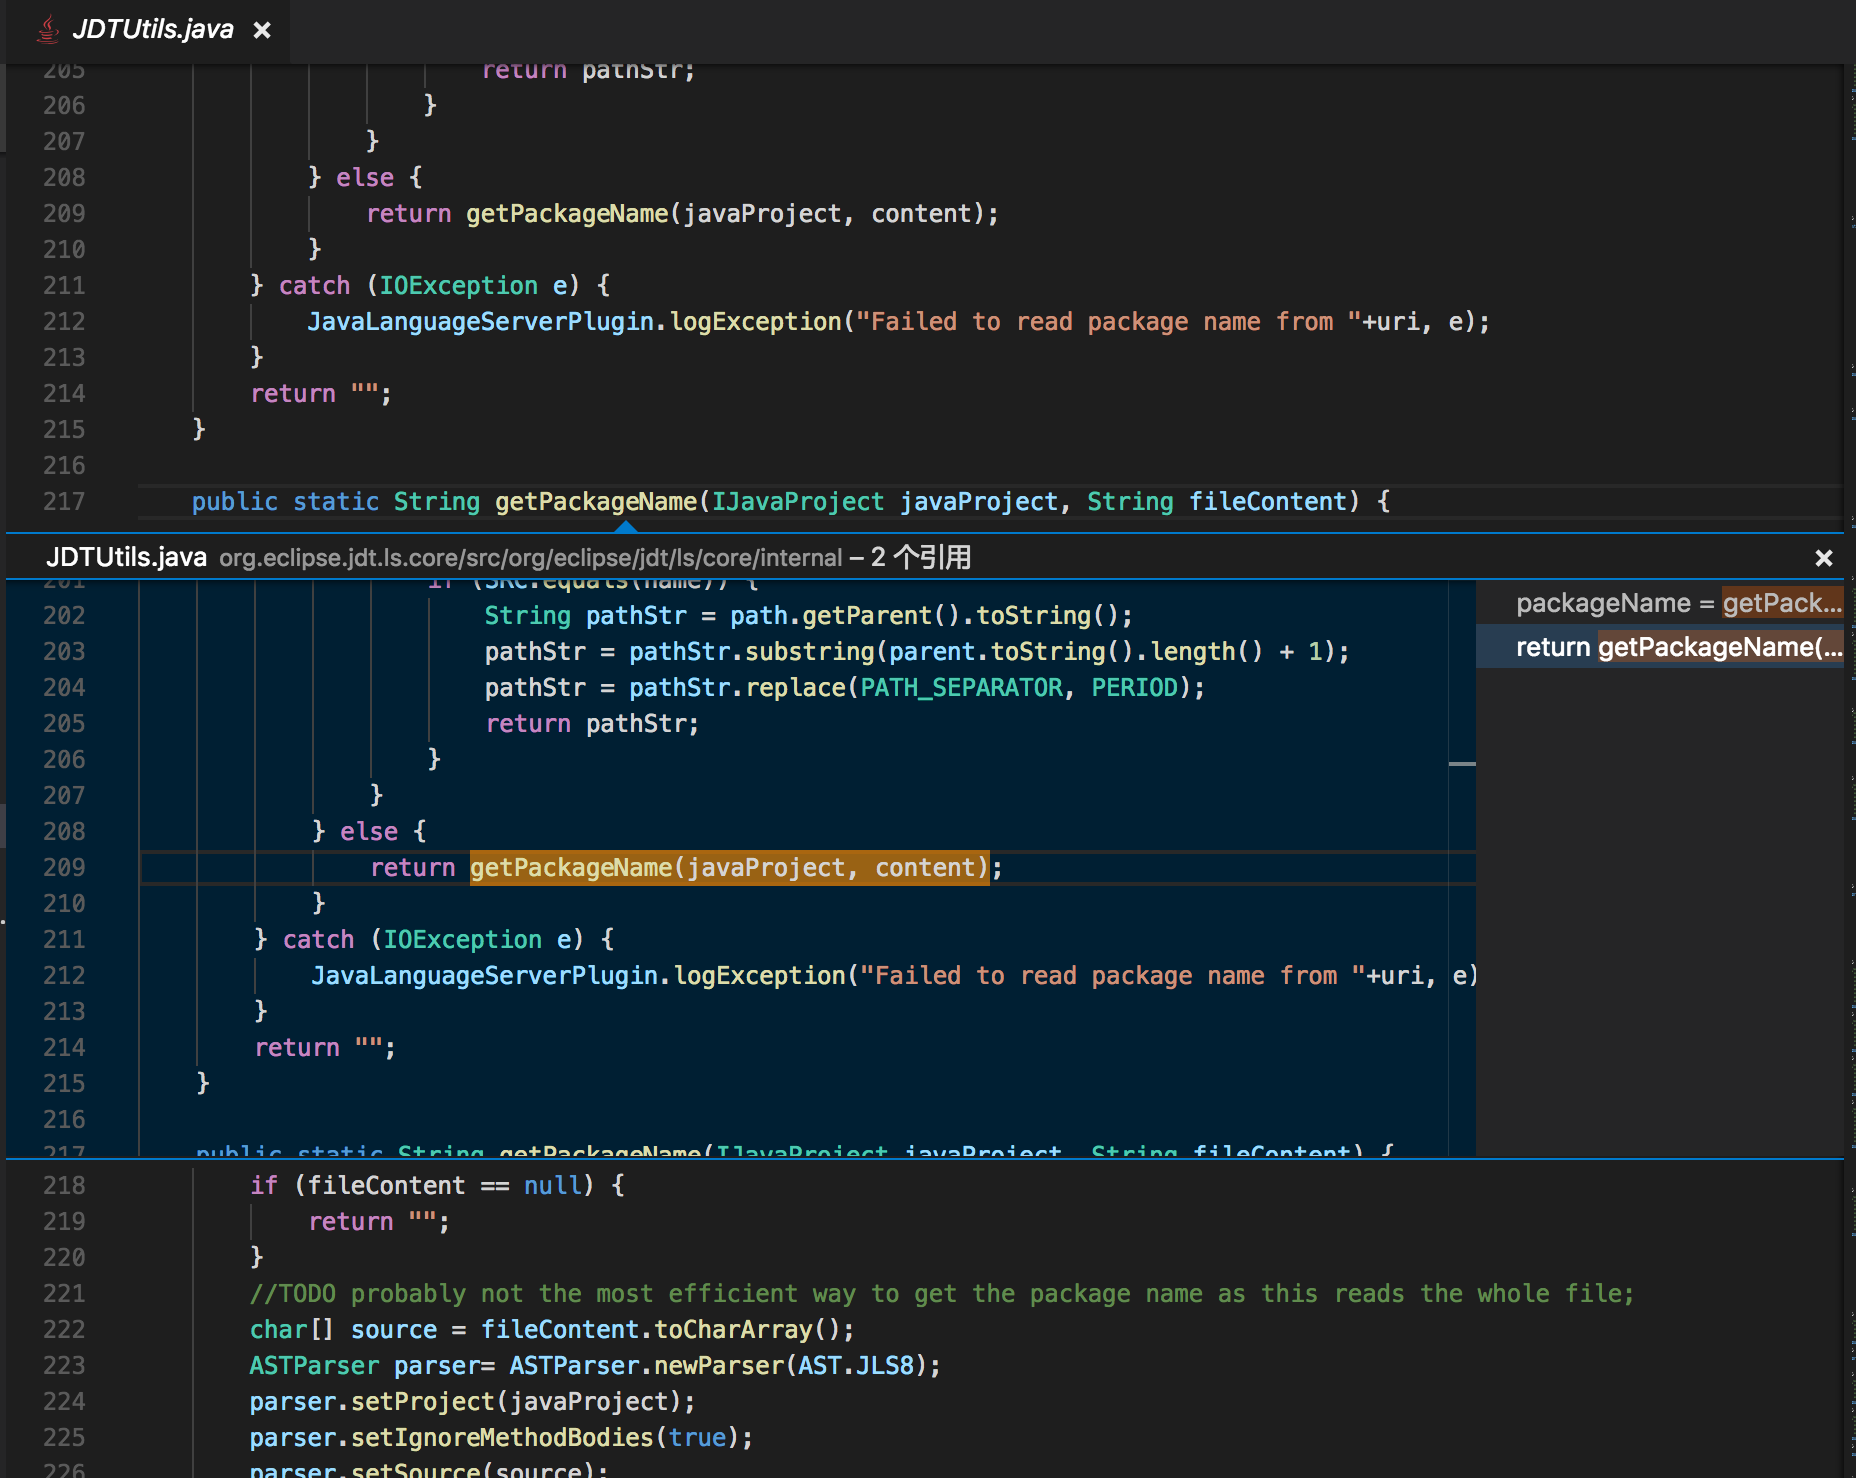 JDTUtils.java ×
205 return pathStr;
206 }
207 }
208 } else {
209 return getPackageName(javaProject, content);
210 }
211 } catch (IOException e) {
212 JavaLanguageServerPlugin.logException("Failed to read package name from "+uri, e);
213 }
214 return "";
215 }
216
217 public static String getPackageName(IJavaProject javaProject, String fileContent) {
JDTUtils.java org.eclipse.jdt.ls.core/src/org/eclipse/jdt/ls/core/internal – 2 个引用 ×
201 if (SRC.equals(name)) {
202 String pathStr = path.getParent().toString();
203 pathStr = pathStr.substring(parent.toString().length() + 1);
204 pathStr = pathStr.replace(PATH_SEPARATOR, PERIOD);
205 return pathStr;
206 }
207 }
208 } else {
209 return getPackageName(javaProject, content);
210 }
211 } catch (IOException e) {
212 JavaLanguageServerPlugin.logException("Failed to read package name from "+uri, e)
213 }
214 return "";
215 }
216
217 public static String getPackageName(IJavaProject javaProject, String fileContent) {
packageName = getPack...
return getPackageName(...
218 if (fileContent == null) {
219 return "";
220 }
221 //TODO probably not the most efficient way to get the package name as this reads the whole file;
222 char[] source = fileContent.toCharArray();
223 ASTParser parser= ASTParser.newParser(AST.JLS8);
224 parser.setProject(javaProject);
225 parser.setIgnoreMethodBodies(true);
226 parser.setSource(source);